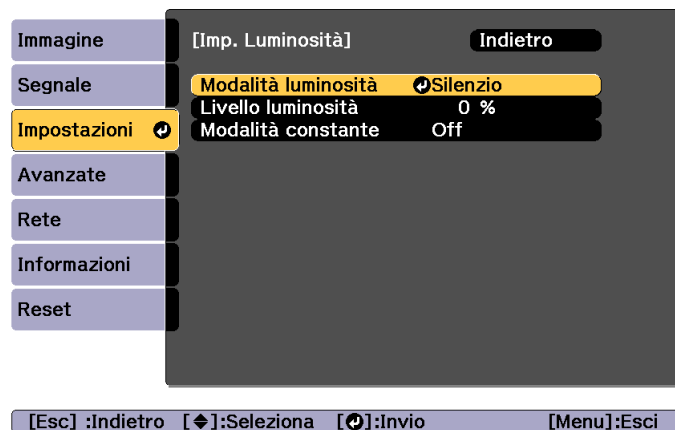 Immagine
Segnale
Impostazioni
Avanzate
Rete
Informazioni
Reset
[Imp. Luminosità] Indietro
Modalità luminosità Silenzio
Livello luminosità 0 %
Modalità constante Off
[Esc] :Indietro [◆]:Seleziona [↵]:Invio [Menu]:Esci